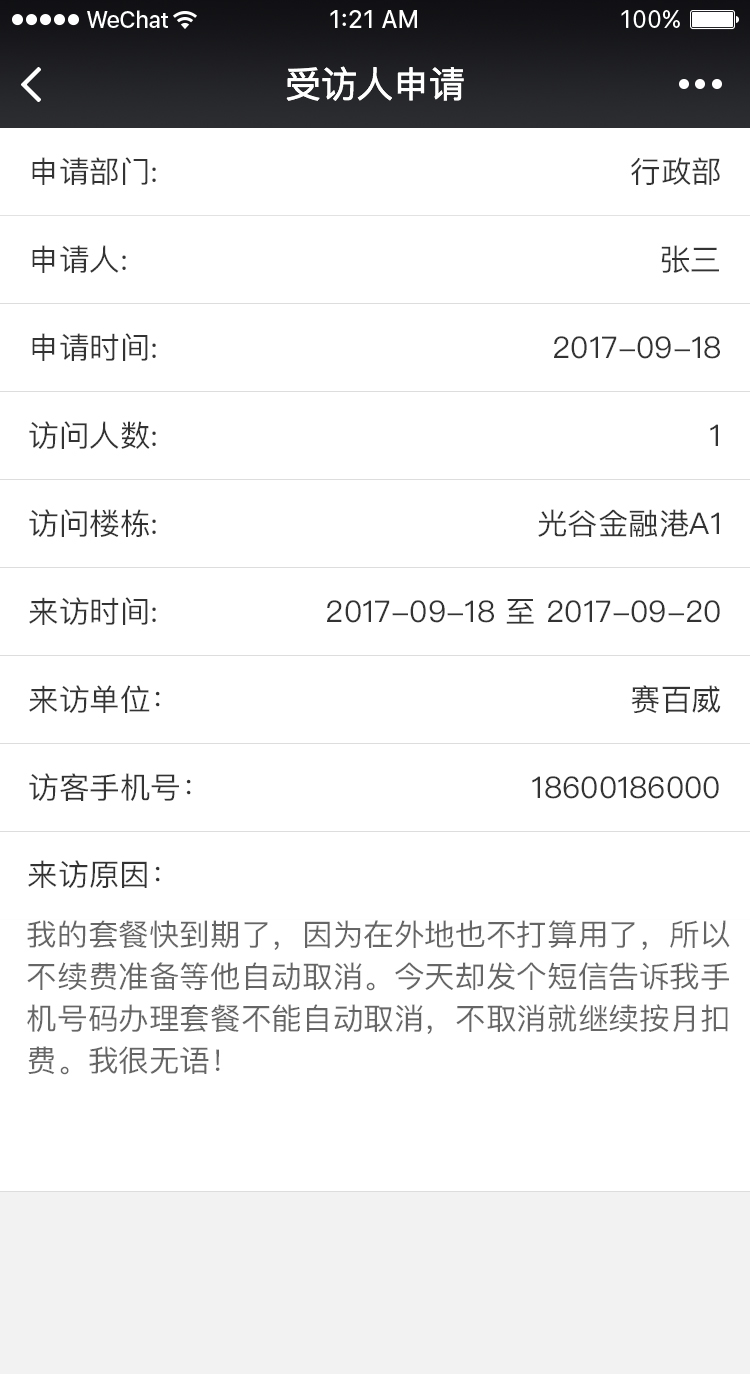 WeChat 1:21 AM 100%
受访人申请
申请部门: 行政部
申请人: 张三
申请时间: 2017-09-18
访问人数: 1
访问楼栋: 光谷金融港A1
来访时间: 2017-09-18 至 2017-09-20
来访单位： 赛百威
访客手机号： 18600186000
来访原因：
我的套餐快到期了，因为在外地也不打算用了，所以
不续费准备等他自动取消。今天却发个短信告诉我手
机号码办理套餐不能自动取消，不取消就继续按月扣
费。我很无语！